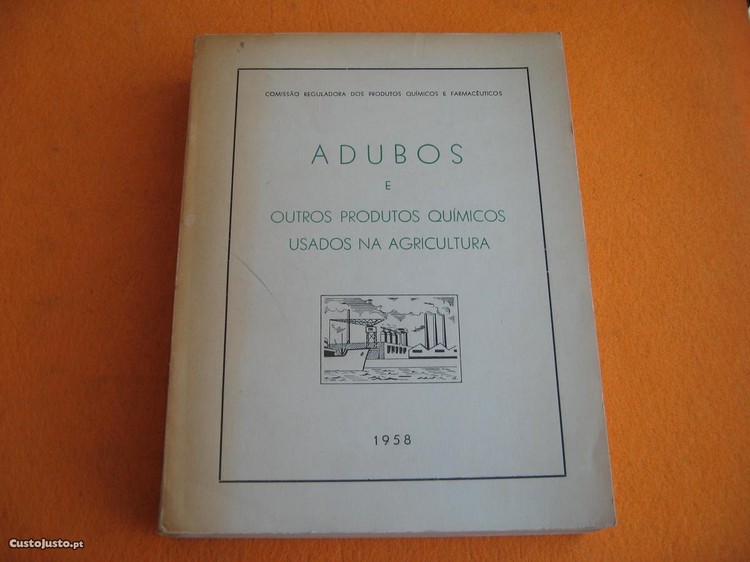 COMISSÃO REGULADORA DOS PRODUTOS QUÍMICOS E FARMACÊUTICOS
ADUBOS
E
OUTROS PRODUTOS QUÍMICOS
USADOS NA AGRICULTURA
1958
CustoJusto.pt